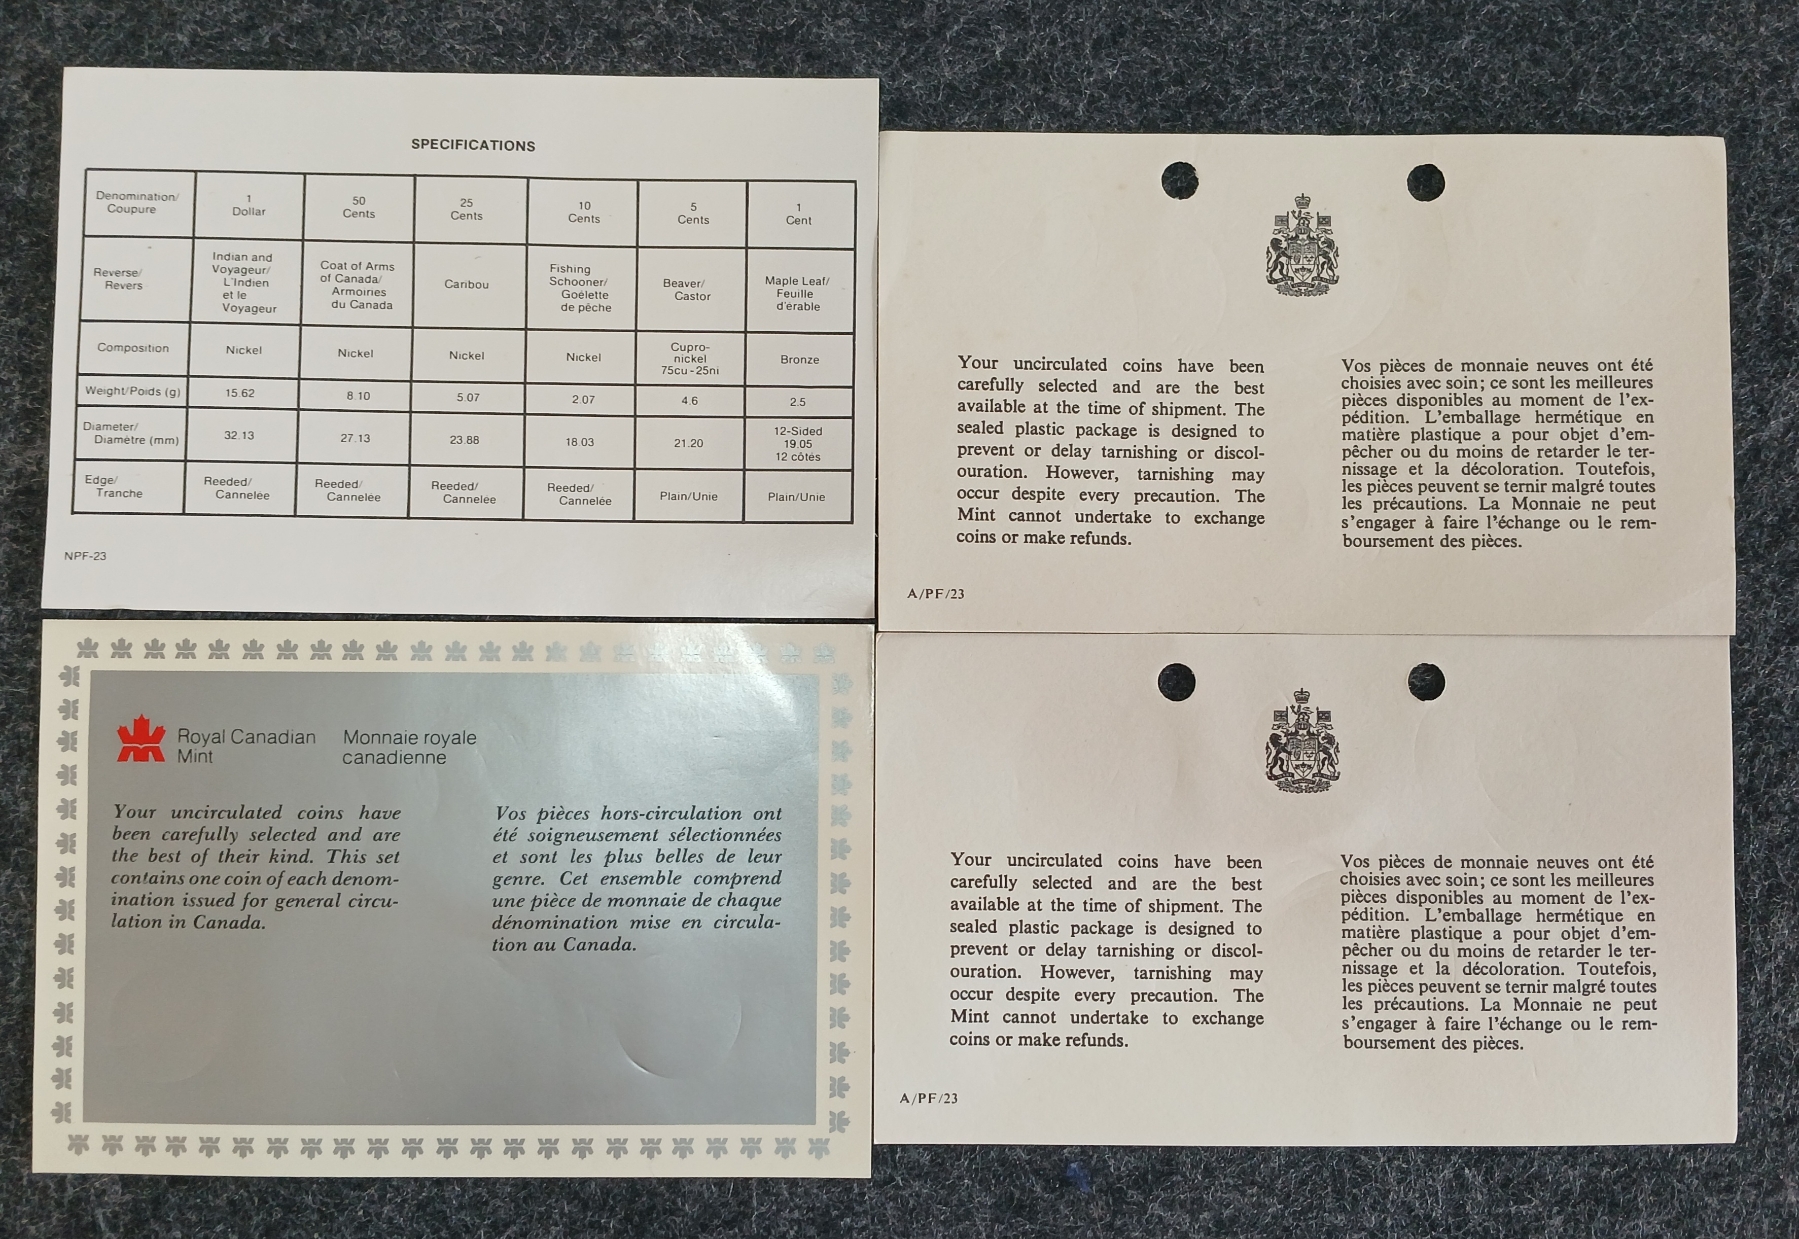 SPECIFICATIONS
Denomination/
Coupure
1
Dollar
50
Cents
25
Cents
10
Cents
5
Cents
1
Cent
Reverse/
Revers
Indian and
Voyageur/
L'Indien
et le
Voyageur
Coat of Arms
of Canada/
Armoiries
du Canada
Caribou
Fishing
Schooner/
Goélette
de pêche
Beaver/
Castor
Maple Leaf/
Feuille
d'érable
Composition
Nickel
Nickel
Nickel
Nickel
Cupro-
nickel
75cu-25ni
Bronze
Weight/Poids (g)
15.62
8.10
5.07
2.07
4.6
2.5
Diameter/
Diamètre (mm)
32.13
27.13
23.88
18.03
21.20
12-Sided
19.05
12 côtés
Edge/
Tranche
Reeded/
Cannelée
Reeded/
Cannelée
Reeded/
Cannelée
Reeded/
Cannelée
Plain/Unie
Plain/Unie
NPF-23
Your uncirculated coins have been
carefully selected and are the best
available at the time of shipment. The
sealed plastic package is designed to
prevent or delay tarnishing or discol-
ouration. However, tarnishing may
occur despite every precaution. The
Mint cannot undertake to exchange
coins or make refunds.
Vos pièces de monnaie neuves ont été
choisies avec soin; ce sont les meilleures
pièces disponibles au moment de l'ex-
pédition. L'emballage hermétique en
matière plastique a pour objet d'em-
pêcher ou du moins de retarder le ter-
nissage et la décoloration. Toutefois,
les pièces peuvent se ternir malgré toutes
les précautions. La Monnaie ne peut
s'engager à faire l'échange ou le rem-
boursement des pièces.
A/PF/23
Royal Canadian
Mint
Monnaie royale
canadienne
Your uncirculated coins have
been carefully selected and are
the best of their kind. This set
contains one coin of each denom-
ination issued for general circu-
lation in Canada.
Vos pièces hors-circulation ont
été soigneusement sélectionnées
et sont les plus belles de leur
genre. Cet ensemble comprend
une pièce de monnaie de chaque
dénomination mise en circula-
tion au Canada.
Your uncirculated coins have been
carefully selected and are the best
available at the time of shipment. The
sealed plastic package is designed to
prevent or delay tarnishing or discol-
ouration. However, tarnishing may
occur despite every precaution. The
Mint cannot undertake to exchange
coins or make refunds.
Vos pièces de monnaie neuves ont été
choisies avec soin; ce sont les meilleures
pièces disponibles au moment de l'ex-
pédition. L'emballage hermétique en
matière plastique a pour objet d'em-
pêcher ou du moins de retarder le ter-
nissage et la décoloration. Toutefois,
les pièces peuvent se ternir malgré toutes
les précautions. La Monnaie ne peut
s'engager à faire l'échange ou le rem-
boursement des pièces.
A/PF/23